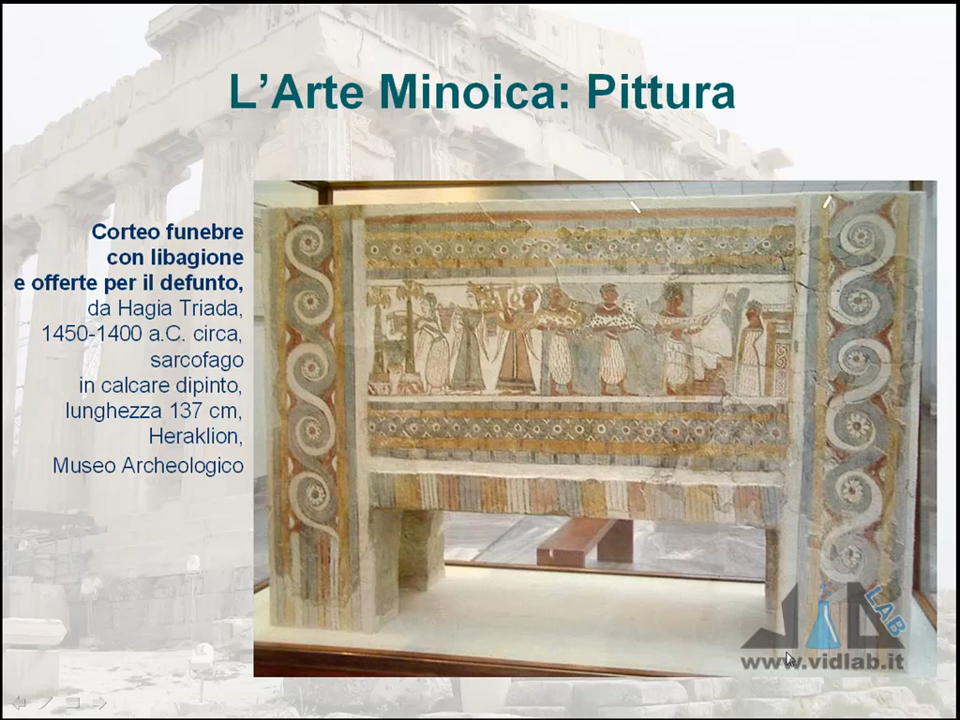 L’Arte Minoica: Pittura
Corteo funebre
con libagione
e offerte per il defunto,
da Hagia Triada,
1450-1400 a.C. circa,
sarcofago
in calcare dipinto,
lunghezza 137 cm,
Heraklion,
Museo Archeologico
VID
LAB
www.vidlab.it